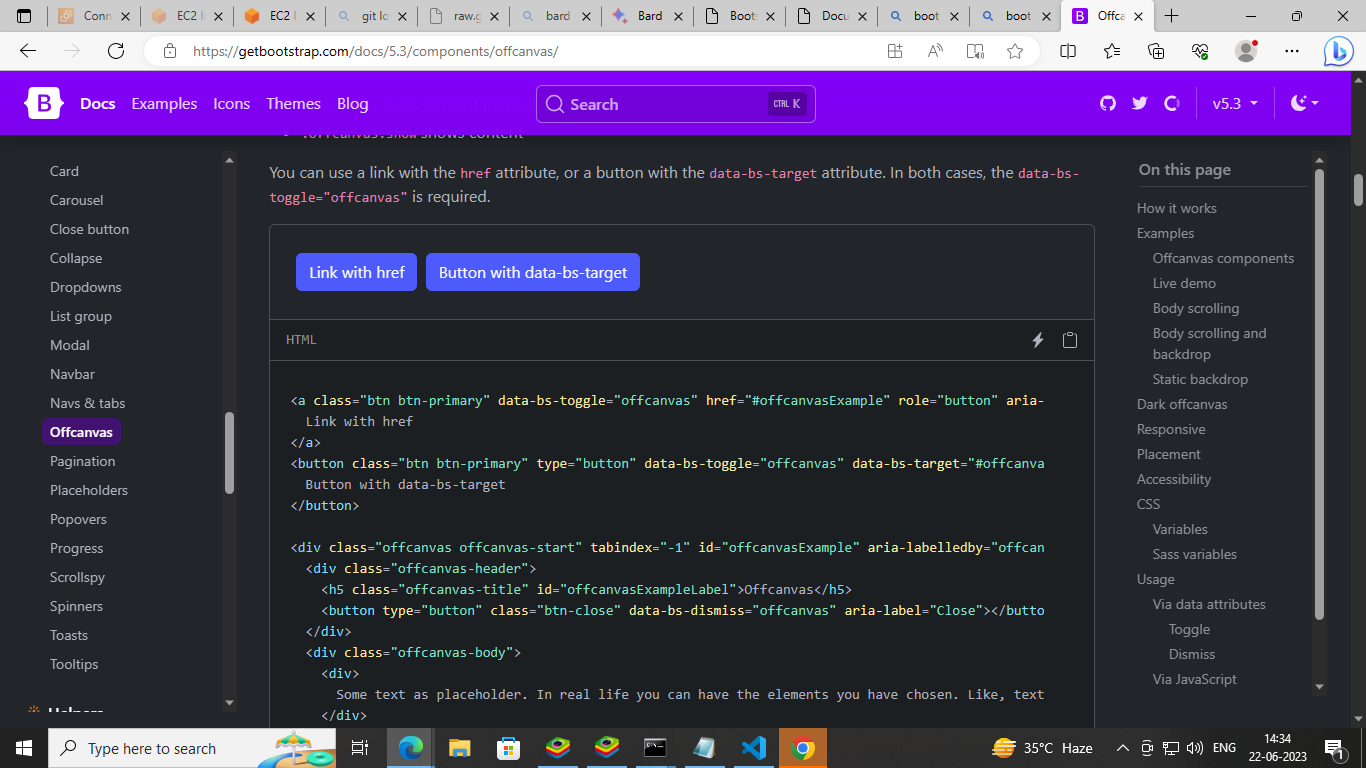 Conn
EC2 I
EC2 I
git lo
raw.g
bard
Bard
Boots
Docu
boot
boot
Offca
https://getbootstrap.com/docs/5.3/components/offcanvas/
B Docs Examples Icons Themes Blog Search CTRL K v5.3
.offcanvas.show shows content
Card
Carousel
Close button
Collapse
Dropdowns
List group
Modal
Navbar
Navs & tabs
Offcanvas
Pagination
Placeholders
Popovers
Progress
Scrollspy
Spinners
Toasts
Tooltips
Helpers
You can use a link with the href attribute, or a button with the data-bs-target attribute. In both cases, the data-bs-
toggle="offcanvas" is required.
Link with href Button with data-bs-target
HTML
<a class="btn btn-primary" data-bs-toggle="offcanvas" href="#offcanvasExample" role="button" aria-
Link with href
</a>
<button class="btn btn-primary" type="button" data-bs-toggle="offcanvas" data-bs-target="#offcanva
Button with data-bs-target
</button>
<div class="offcanvas offcanvas-start" tabindex="-1" id="offcanvasExample" aria-labelledby="offcan
<div class="offcanvas-header">
<h5 class="offcanvas-title" id="offcanvasExampleLabel">Offcanvas</h5>
<button type="button" class="btn-close" data-bs-dismiss="offcanvas" aria-label="Close"></butto
</div>
<div class="offcanvas-body">
<div>
Some text as placeholder. In real life you can have the elements you have chosen. Like, text
</div>
On this page
How it works
Examples
Offcanvas components
Live demo
Body scrolling
Body scrolling and
backdrop
Static backdrop
Dark offcanvas
Responsive
Placement
Accessibility
CSS
Variables
Sass variables
Usage
Via data attributes
Toggle
Dismiss
Via JavaScript
Type here to search
35°C Haze
ENG
14:34
22-06-2023
1